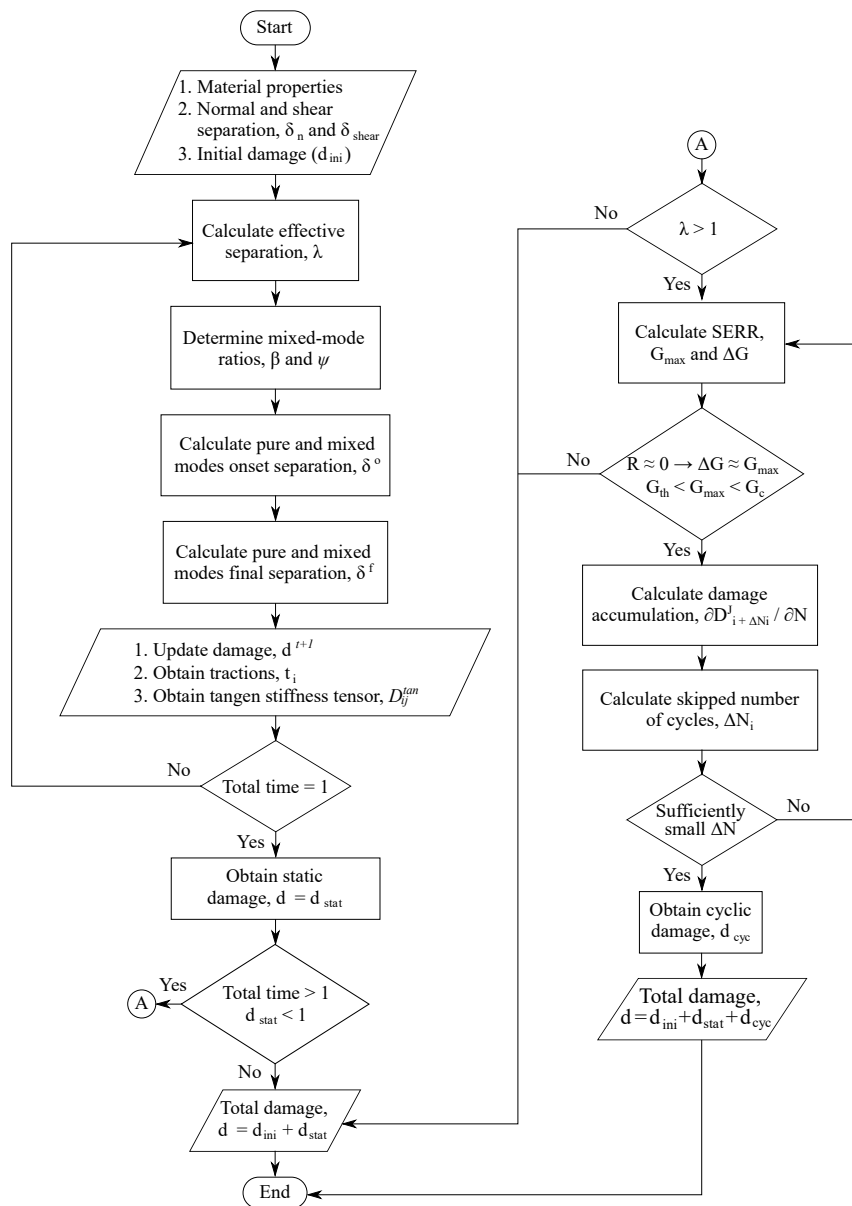 Start
1. Material properties
2. Normal and shear
separation, δ n and δ shear
3. Initial damage (d ini)
Calculate effective
separation, λ
Determine mixed-mode
ratios, β and ψ
Calculate pure and mixed
modes onset separation, δ o
Calculate pure and mixed
modes final separation, δ f
1. Update damage, d t+1
2. Obtain tractions, t i
3. Obtain tangen stiffness tensor, D ij tan
No
Total time = 1
Yes
Obtain static
damage, d = d stat
Yes
A
Total time > 1
d stat < 1
No
Total damage,
d = d ini + d stat
End
A
No
λ > 1
Yes
Calculate SERR,
G max and ΔG
No
R ≈ 0 → ΔG ≈ G max
G th < G max < G c
Yes
Calculate damage
accumulation, ∂D J i + ΔNi / ∂N
Calculate skipped number
of cycles, ΔN i
Sufficiently
small ΔN
No
Yes
Obtain cyclic
damage, d cyc
Total damage,
d = d ini + d stat + d cyc